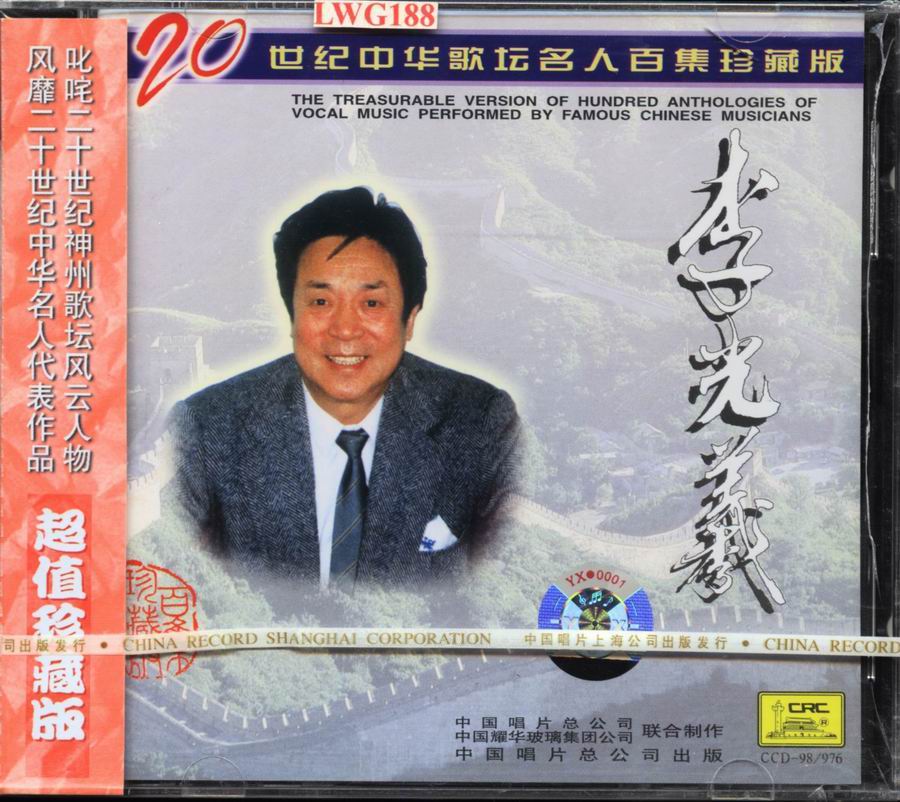 LWG188
20世纪中华歌坛名人百集珍藏版
THE TREASURABLE VERSION OF HUNDRED ANTHOLOGIES OF
VOCAL MUSIC PERFORMED BY FAMOUS CHINESE MUSICIANS
叱咤二十世纪神州歌坛风云人物
风靡二十世纪中华名人代表作品
超值珍藏版
李光羲
YX●0001
百集珍藏
司出版发行 • CHINA RECORD SHANGHAI CORPORATION 中国唱片上海公司出版发行 • CHINA RECORD
中国唱片总公司
中国耀华玻璃集团公司 联合制作
中国唱片总公司出版
CRC
®
CCD-98/976